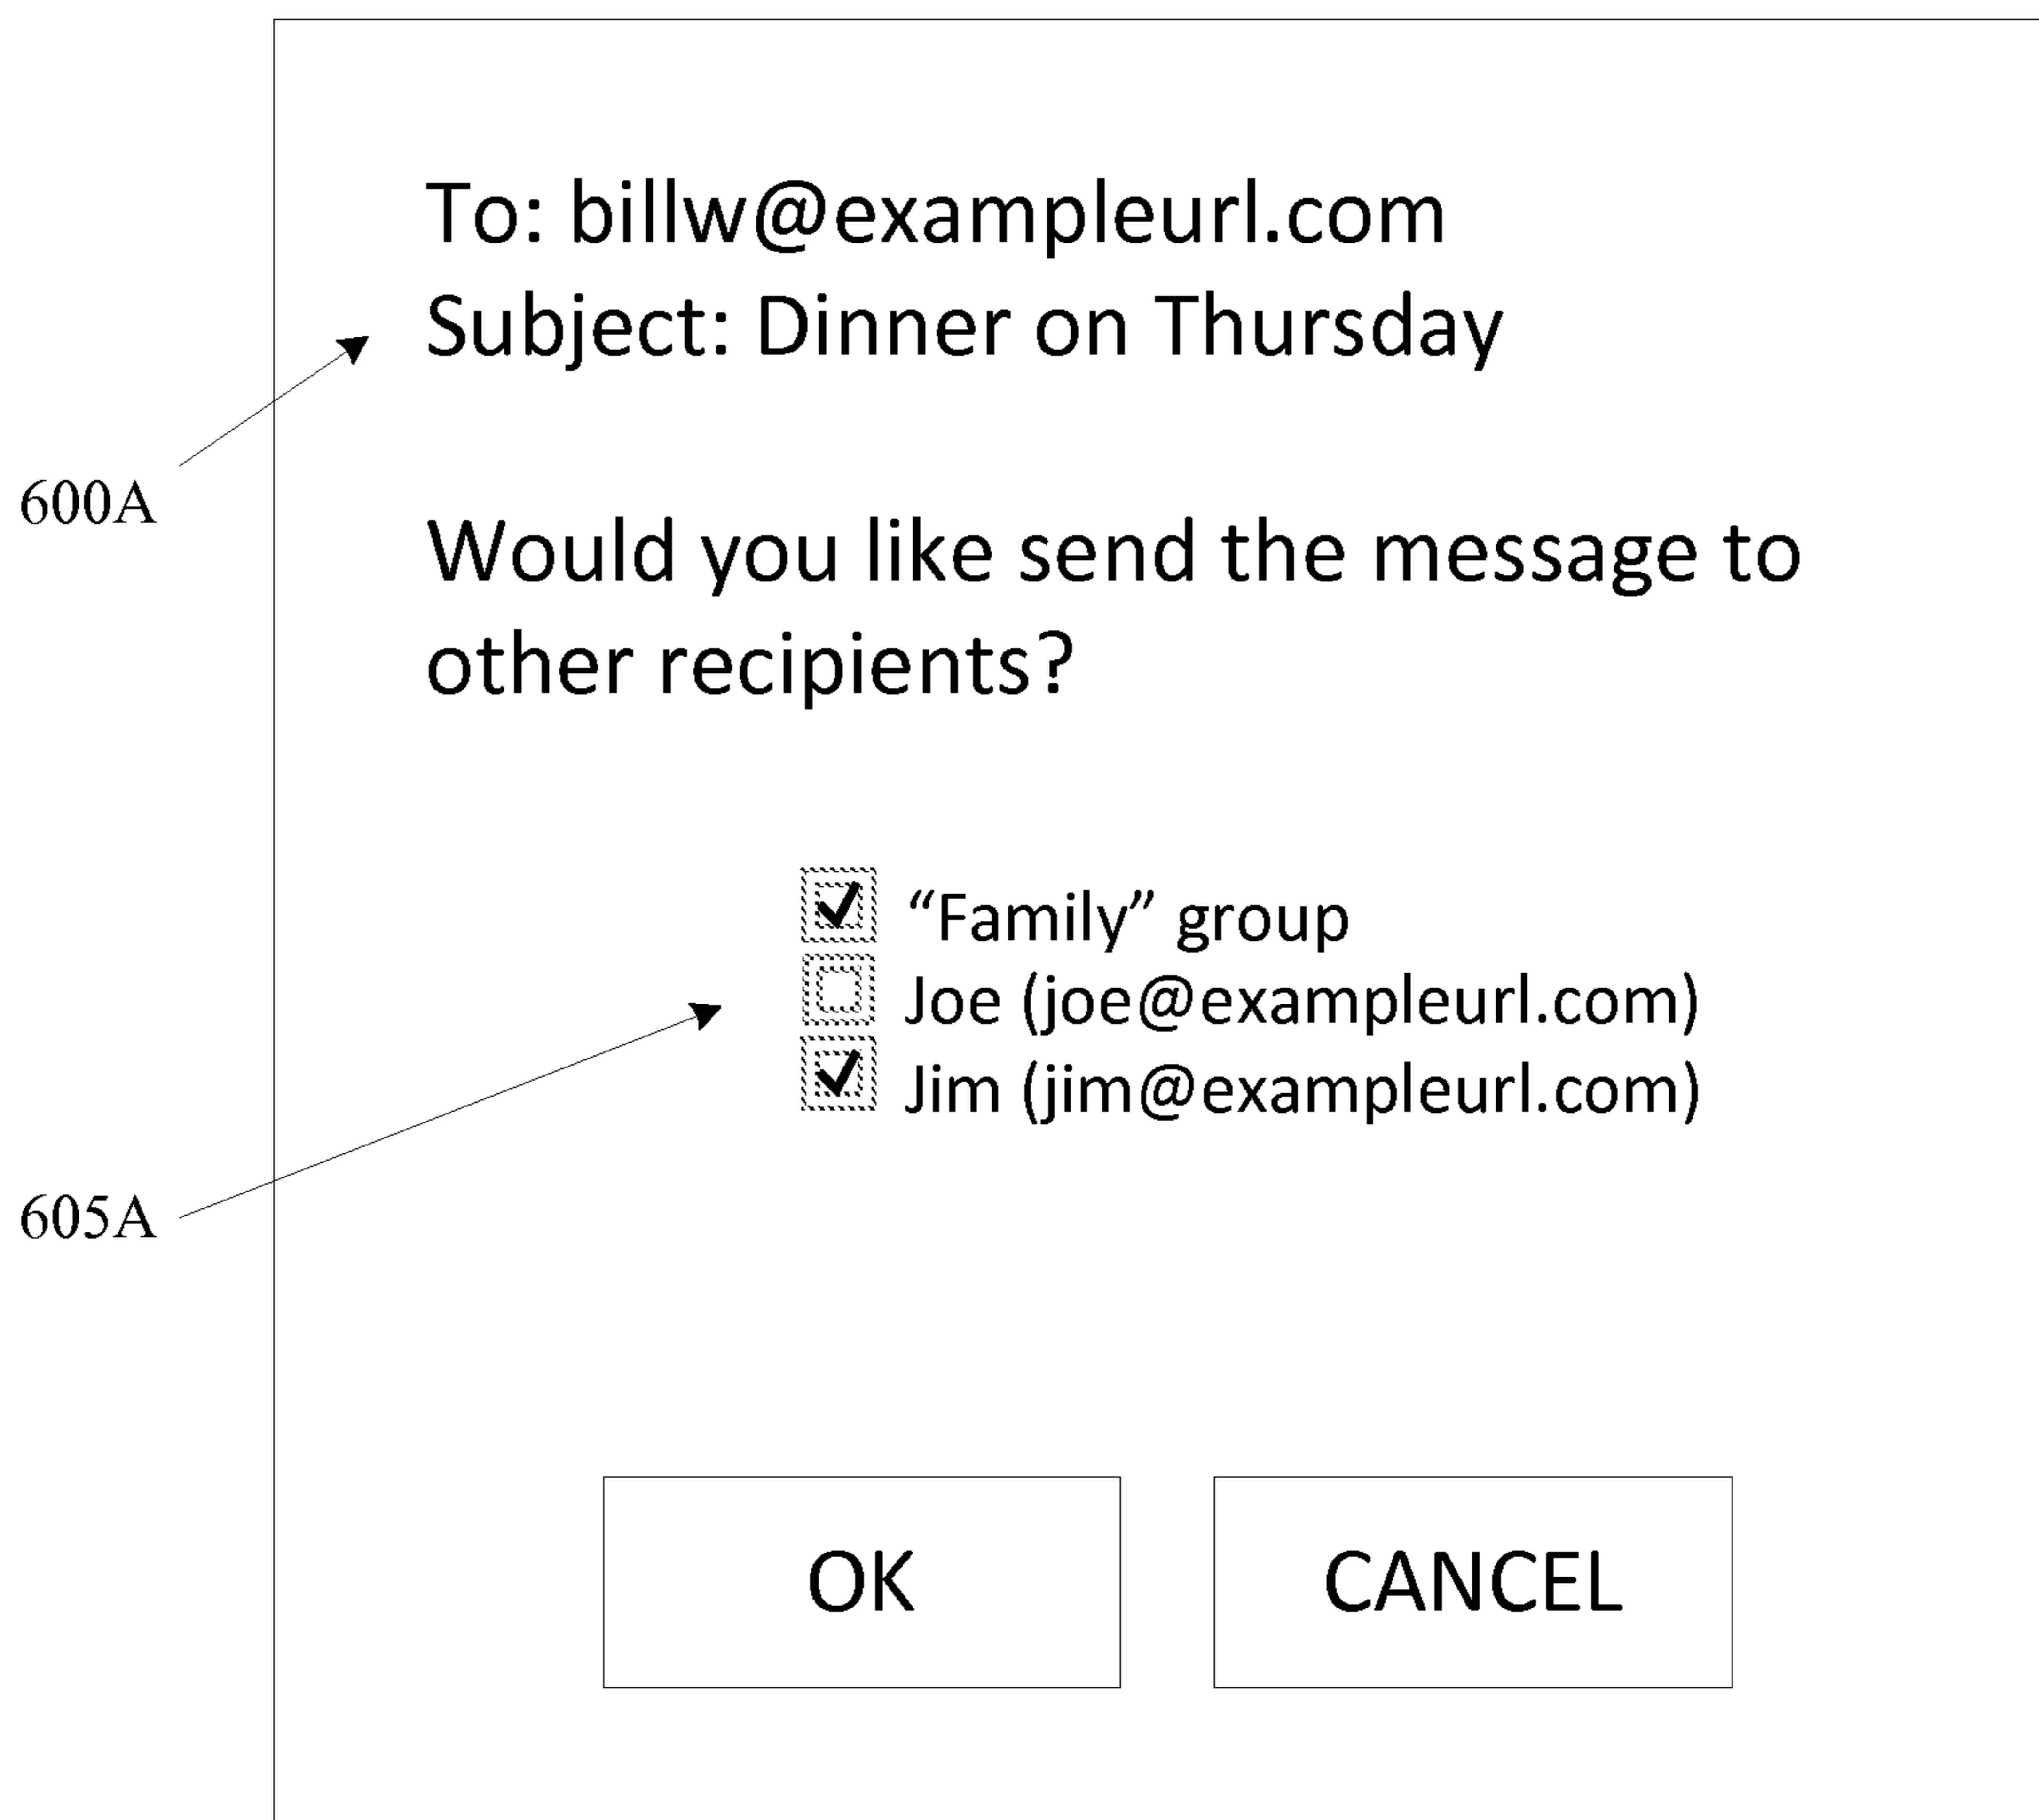 To: billw@exampleurl.com
Subject: Dinner on Thursday
600A
Would you like send the message to
other recipients?
“Family” group
Joe (joe@exampleurl.com)
Jim (jim@exampleurl.com)
605A
OK
CANCEL